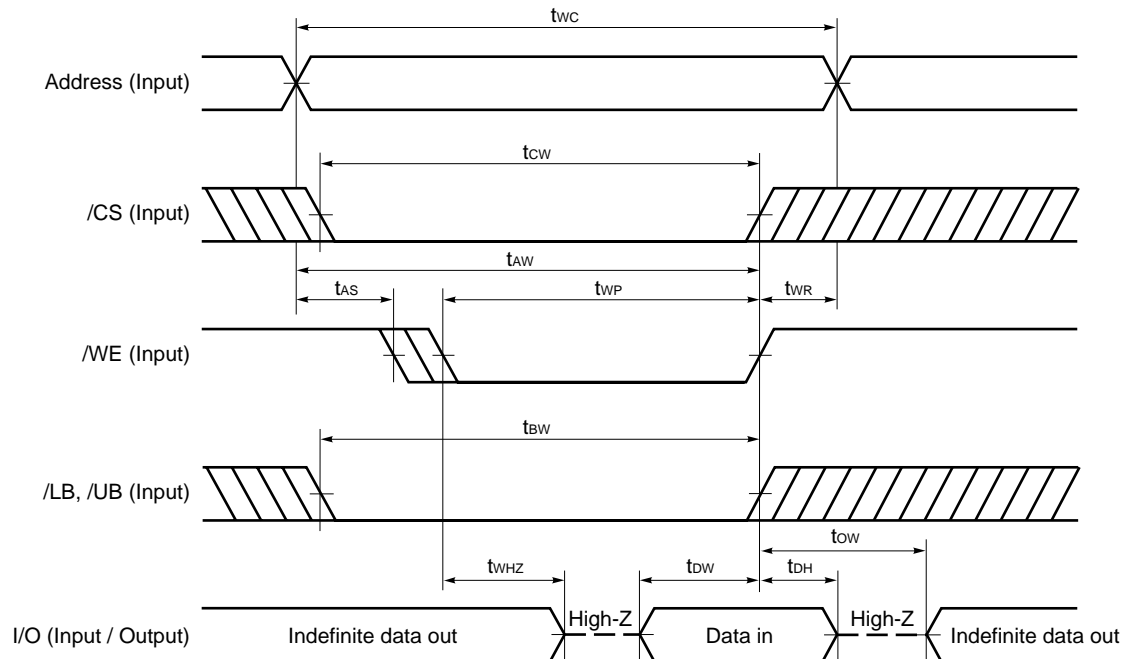 tWC
Address (Input)
tCW
/CS (Input)
tAW
tAS
tWP
tWR
/WE (Input)
tBW
/LB, /UB (Input)
tOW
tWHZ
tDW
tDH
I/O (Input / Output)
Indefinite data out
High-Z
Data in
High-Z
Indefinite data out